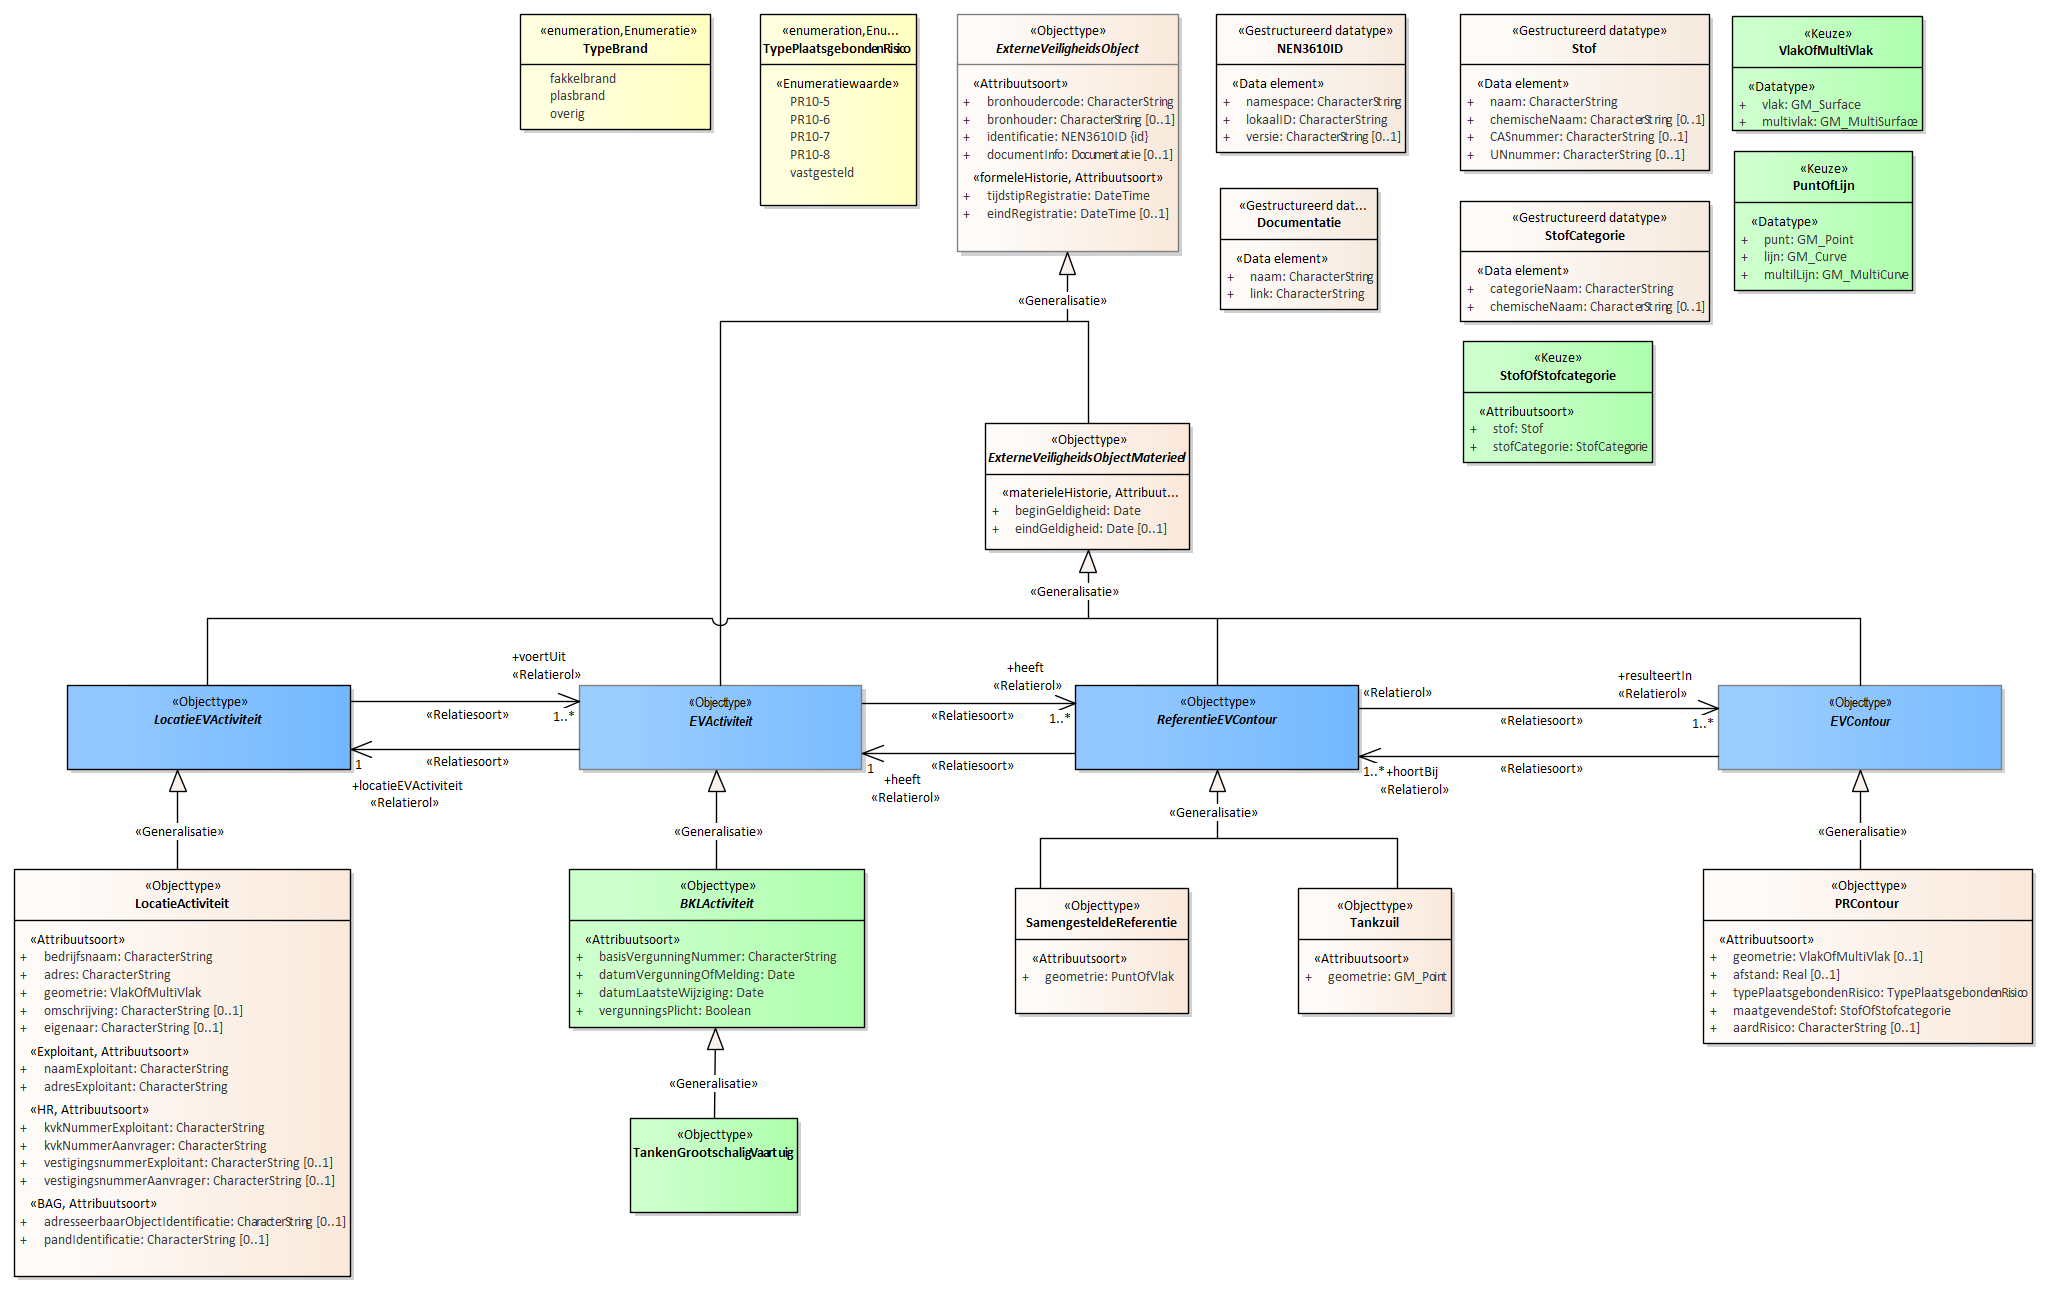 «enumeration,Enumeratie»
TypeBrand
fakkelbrand
plasbrand
overig
«enumeration,Enu...
TypePlaatsgebondenRisico
«Enumeratiewaarde»
PR10-5
PR10-6
PR10-7
PR10-8
vastgesteld
«Objecttype»
ExterneVeiligheidsObject
«Attribuutsoort»
+ bronhoudercode: CharacterString
+ bronhouder: CharacterString [0..1]
+ identificatie: NEN3610ID {id}
+ documentInfo: Documentatie [0..1]
«formeleHistorie, Attribuutsoort»
+ tijdstipRegistratie: DateTime
+ eindRegistratie: DateTime [0..1]
«Gestructureerd datatype»
NEN3610ID
«Data element»
+ namespace: CharacterString
+ lokaalID: CharacterString
+ versie: CharacterString [0..1]
«Gestructureerd dat...
Documentatie
«Data element»
+ naam: CharacterString
+ link: CharacterString
«Gestructureerd datatype»
Stof
«Data element»
+ naam: CharacterString
+ chemischeNaam: CharacterString [0..1]
+ CASnummer: CharacterString [0..1]
+ UNnummer: CharacterString [0..1]
«Gestructureerd datatype»
StofCategorie
«Data element»
+ categorieNaam: CharacterString
+ chemischeNaam: CharacterString [0..1]
«Keuze»
StofOfStofcategorie
«Attribuutsoort»
+ stof: Stof
+ stofCategorie: StofCategorie
«Keuze»
VlakOfMultiVlak
«Datatype»
+ vlak: GM_Surface
+ multivlak: GM_MultiSurface
«Keuze»
PuntOfLijn
«Datatype»
+ punt: GM_Point
+ lijn: GM_Curve
+ multilLijn: GM_MultiCurve
«Generalisatie»
«Objecttype»
ExterneVeiligheidsObjectMaterieel
«materieleHistorie, Attribuut...
+ beginGeldigheid: Date
+ eindGeldigheid: Date [0..1]
«Generalisatie»
«Objecttype»
LocatieEVActiviteit
+voertUit
«Relatierol»
«Relatiesoort»
1..*
1
«Relatiesoort»
+locatieEVActiviteit
«Relatierol»
«Objecttype»
EVActiviteit
+heeft
«Relatierol»
«Relatiesoort»
1..*
1
«Relatiesoort»
+heeft
«Relatierol»
«Objecttype»
ReferentieEVContour
«Relatierol»
+resulteertIn
«Relatierol»
«Relatiesoort»
1..*
1..* +hoortBij
«Relatierol»
«Relatiesoort»
«Objecttype»
EVContour
«Generalisatie»
«Generalisatie»
«Generalisatie»
«Generalisatie»
«Objecttype»
LocatieActiviteit
«Attribuutsoort»
+ bedrijfsnaam: CharacterString
+ adres: CharacterString
+ geometrie: VlakOfMultiVlak
+ omschrijving: CharacterString [0..1]
+ eigenaar: CharacterString [0..1]
«Exploitant, Attribuutsoort»
+ naamExploitant: CharacterString
+ adresExploitant: CharacterString
«HR, Attribuutsoort»
+ kvkNummerExploitant: CharacterString
+ kvkNummerAanvrager: CharacterString
+ vestigingsnummerExploitant: CharacterString [0..1]
+ vestigingsnummerAanvrager: CharacterString [0..1]
«BAG, Attribuutsoort»
+ adresseerbaarObjectIdentificatie: CharacterString [0..1]
+ pandIdentificatie: CharacterString [0..1]
«Objecttype»
BKLActiviteit
«Attribuutsoort»
+ basisVergunningNummer: CharacterString
+ datumVergunningOfMelding: Date
+ datumLaatsteWijziging: Date
+ vergunningsPlicht: Boolean
«Generalisatie»
«Objecttype»
TankenGrootschaligVaartuig
«Objecttype»
SamengesteldeReferentie
«Attribuutsoort»
+ geometrie: PuntOfVlak
«Objecttype»
Tankzuil
«Attribuutsoort»
+ geometrie: GM_Point
«Objecttype»
PRContour
«Attribuutsoort»
+ geometrie: VlakOfMultiVlak [0..1]
+ afstand: Real [0..1]
+ typePlaatsgebondenRisico: TypePlaatsgebondenRisico
+ maatgevendeStof: StofOfStofcategorie
+ aardRisico: CharacterString [0..1]